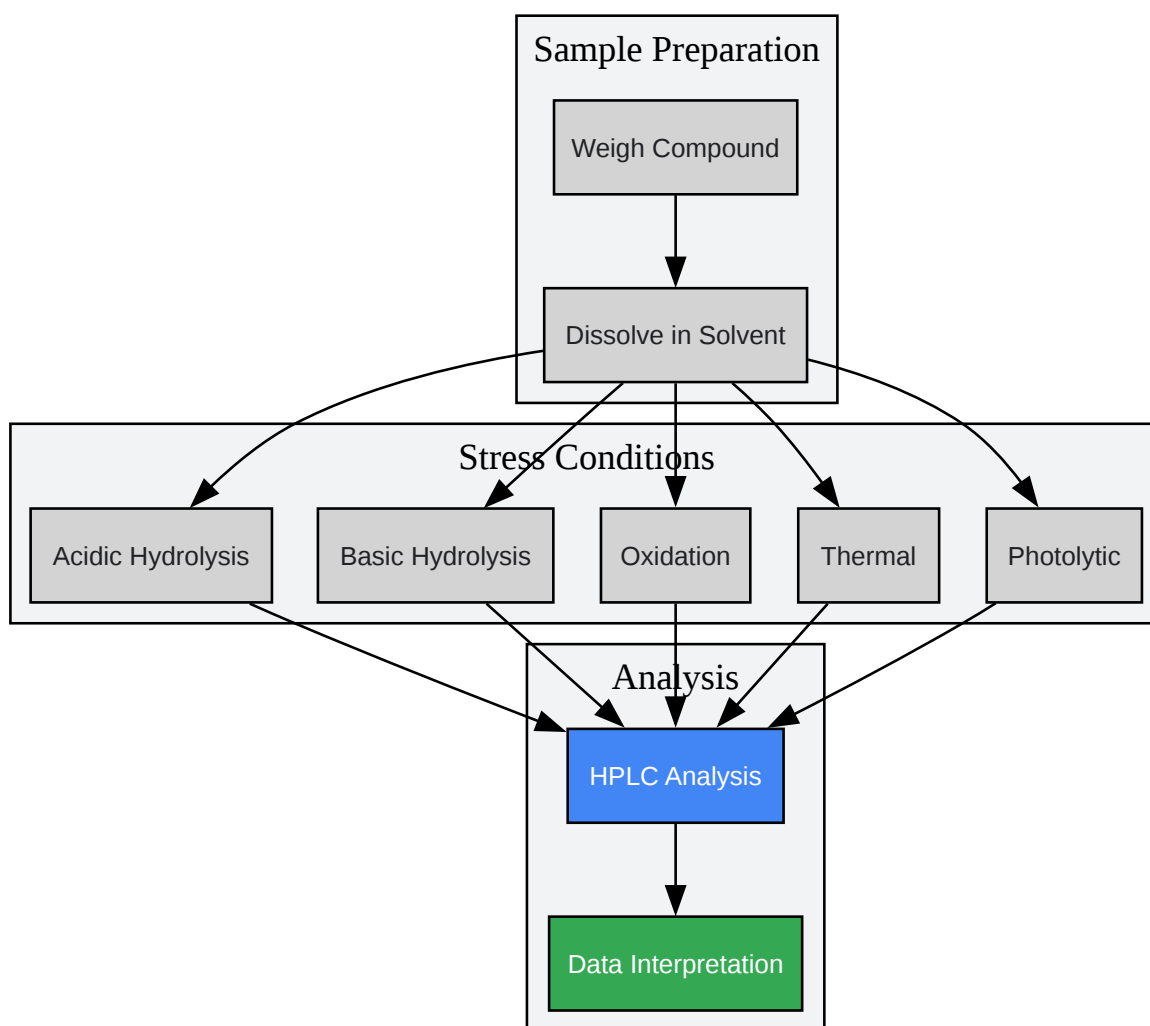 Sample Preparation
Weigh Compound
Dissolve in Solvent
Stress Conditions
Acidic Hydrolysis
Basic Hydrolysis
Oxidation
Thermal
Photolytic
Analysis
HPLC Analysis
Data Interpretation